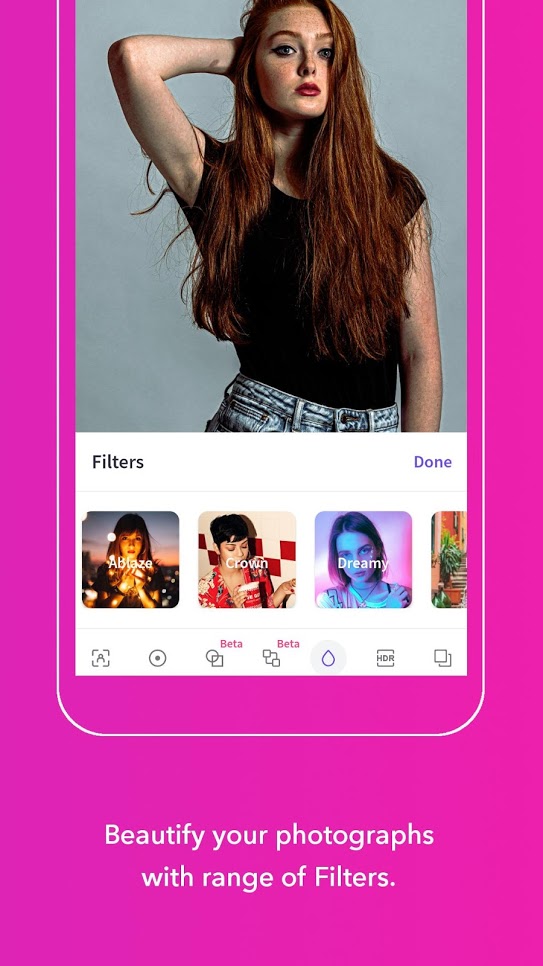 Filters
Done
Ablaze
Crown
Dreamy
Beta
Beta
HDR
Beautify your photographs
with range of Filters.